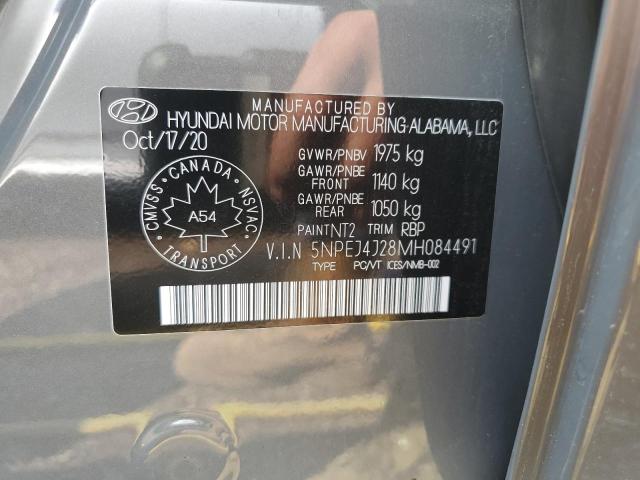 MANUFACTURED BY
HYUNDAI MOTOR MANUFACTURING ALABAMA, LLC
Oct/17/20
GVWR/PNBV 1975 kg
GAWR/PNBE FRONT 1140 kg
GAWR/PNBE REAR 1050 kg
PAINT NT2 TRIM RBP
V.I.N 5NPEJ4J28MH084491
TYPE PC/VT ICES/NMB-002
CMVSS · CANADA · NSVAC
A54
TRANSPORT